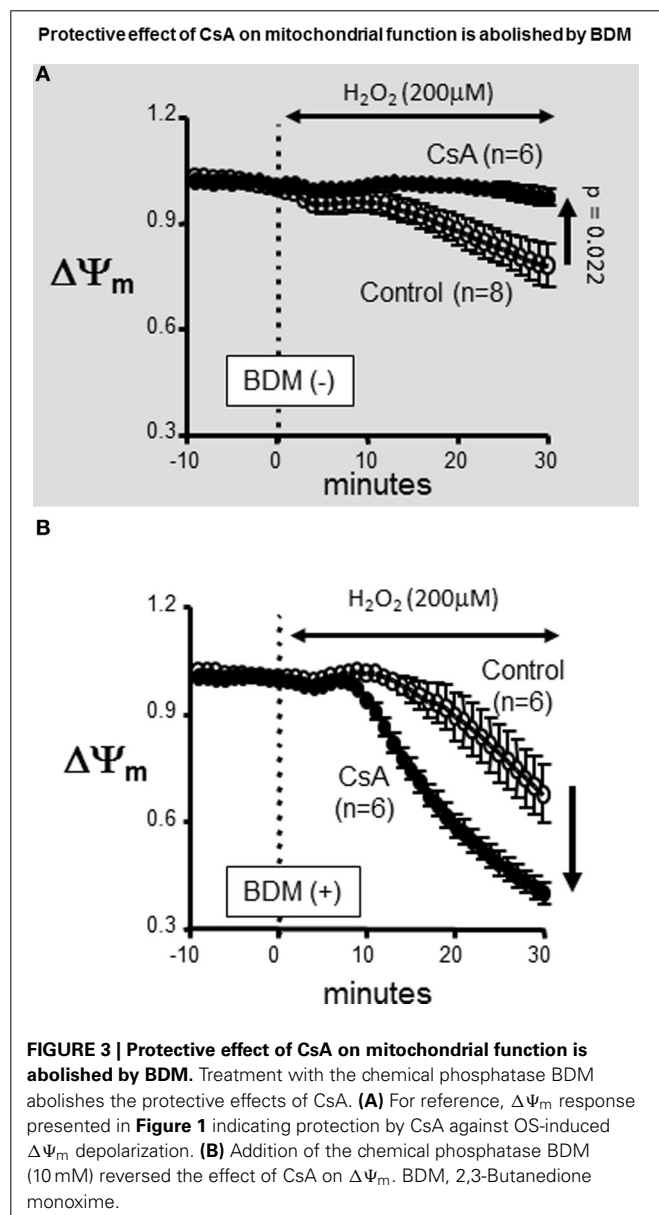 Protective effect of CsA on mitochondrial function is abolished by BDM
A
H2O2 (200µM)
1.2
CsA (n=6)
0.9
p = 0.022
ΔΨm
Control (n=8)
0.6
BDM (-)
0.3
-10 0 10 20 30
minutes
B
H2O2 (200µM)
1.2
Control
(n=6)
0.9
ΔΨm
CsA
(n=6)
0.6
BDM (+)
0.3
-10 0 10 20 30
minutes
FIGURE 3 | Protective effect of CsA on mitochondrial function is
abolished by BDM. Treatment with the chemical phosphatase BDM
abolishes the protective effects of CsA. (A) For reference, ΔΨm response
presented in Figure 1 indicating protection by CsA against OS-induced
ΔΨm depolarization. (B) Addition of the chemical phosphatase BDM
(10 mM) reversed the effect of CsA on ΔΨm. BDM, 2,3-Butanedione
monoxime.